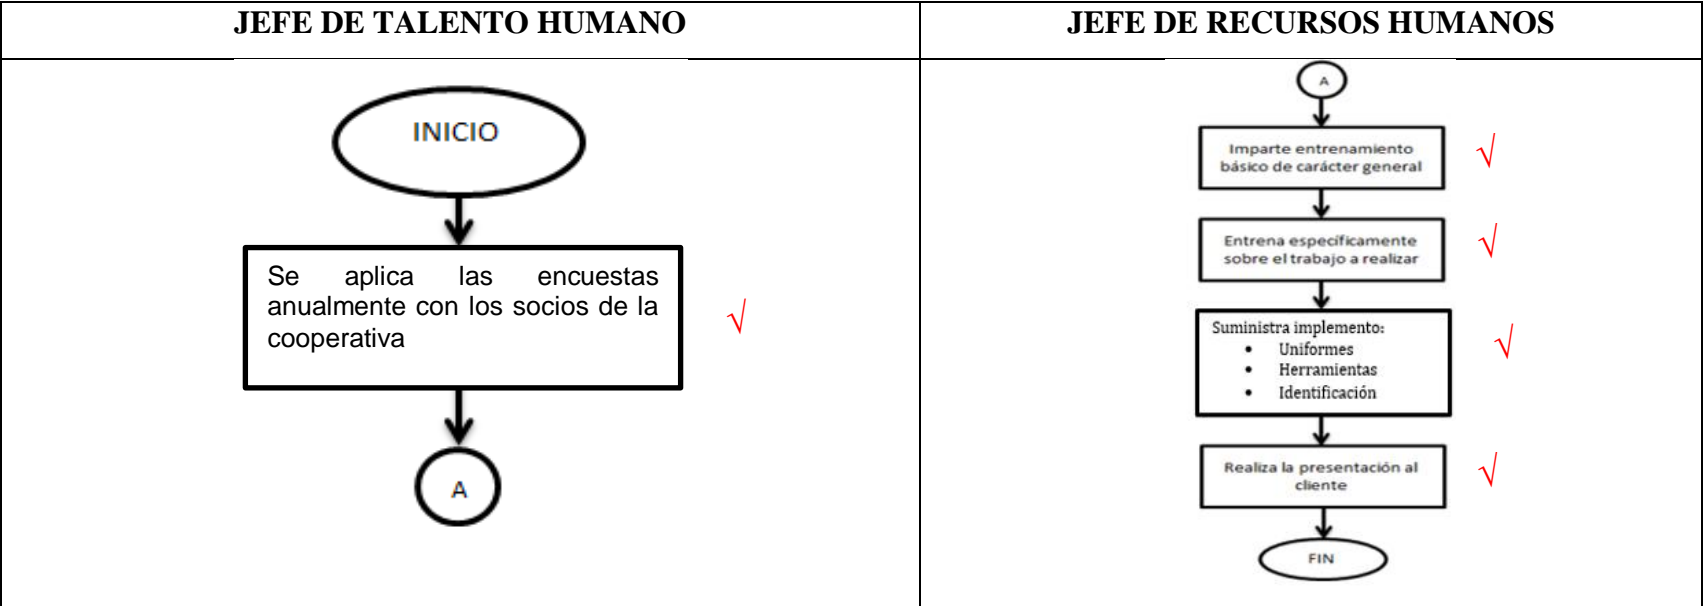 JEFE DE TALENTO HUMANO
JEFE DE RECURSOS HUMANOS
INICIO
Se aplica las encuestas
anualmente con los socios de la
cooperativa
√
A
A
Imparte entrenamiento
básico de carácter general
√
Entrena específicamente
sobre el trabajo a realizar
√
Suministra implemento:
• Uniformes
• Herramientas
• Identificación
√
Realiza la presentación al
cliente
√
FIN